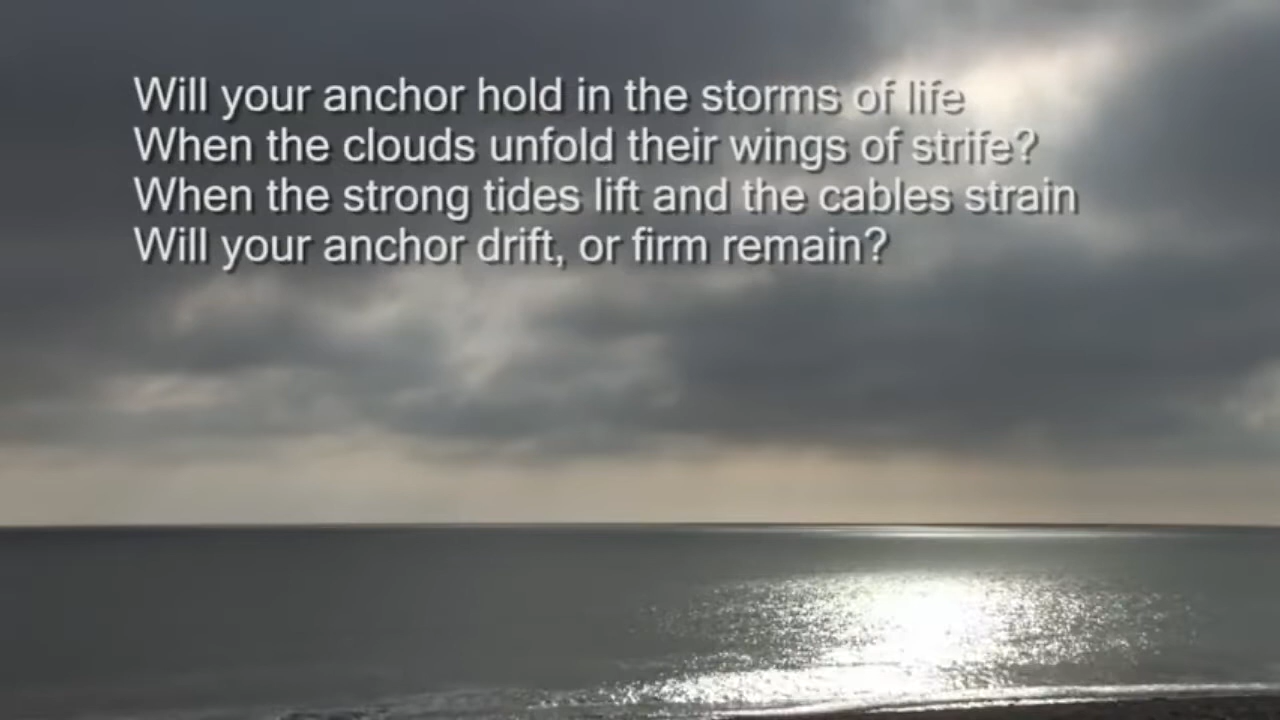 Will your anchor hold in the storms of life
When the clouds unfold their wings of strife?
When the strong tides lift and the cables strain
Will your anchor drift, or firm remain?